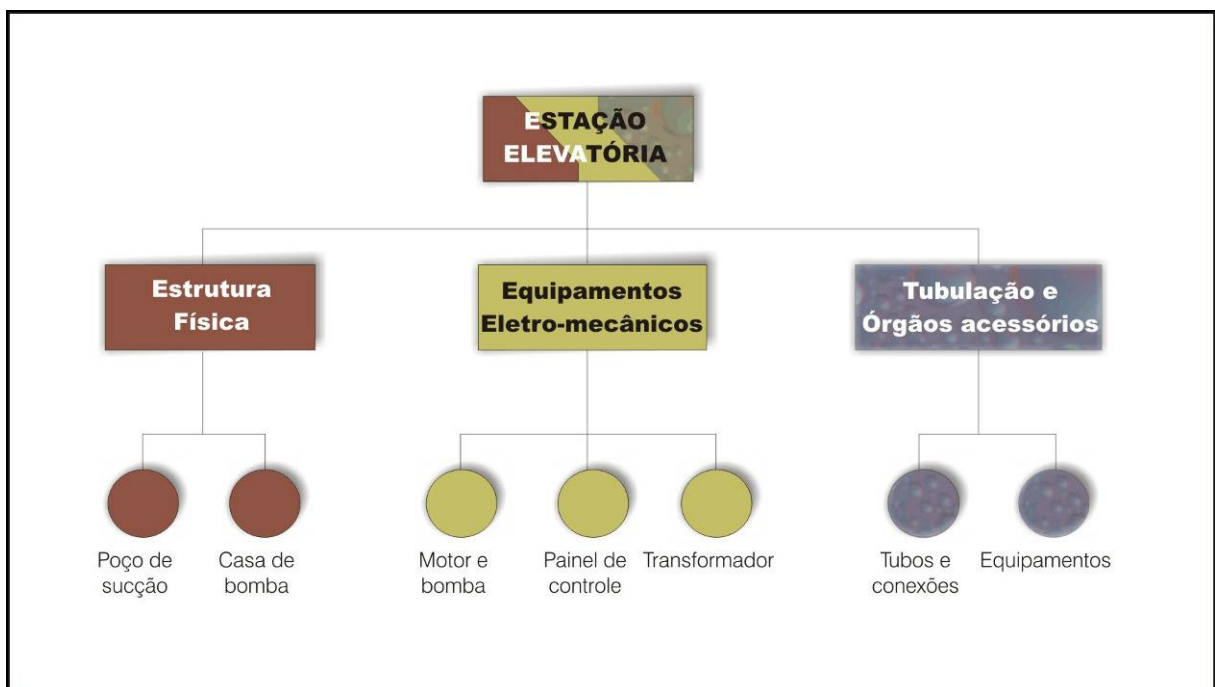 ESTAÇÃO
ELEVATÓRIA
Estrutura
Física
Equipamentos
Eletro-mecânicos
Tubulação e
Órgãos acessórios
Poço de
sucção
Casa de
bomba
Motor e
bomba
Painel de
controle
Transformador
Tubos e
conexões
Equipamentos